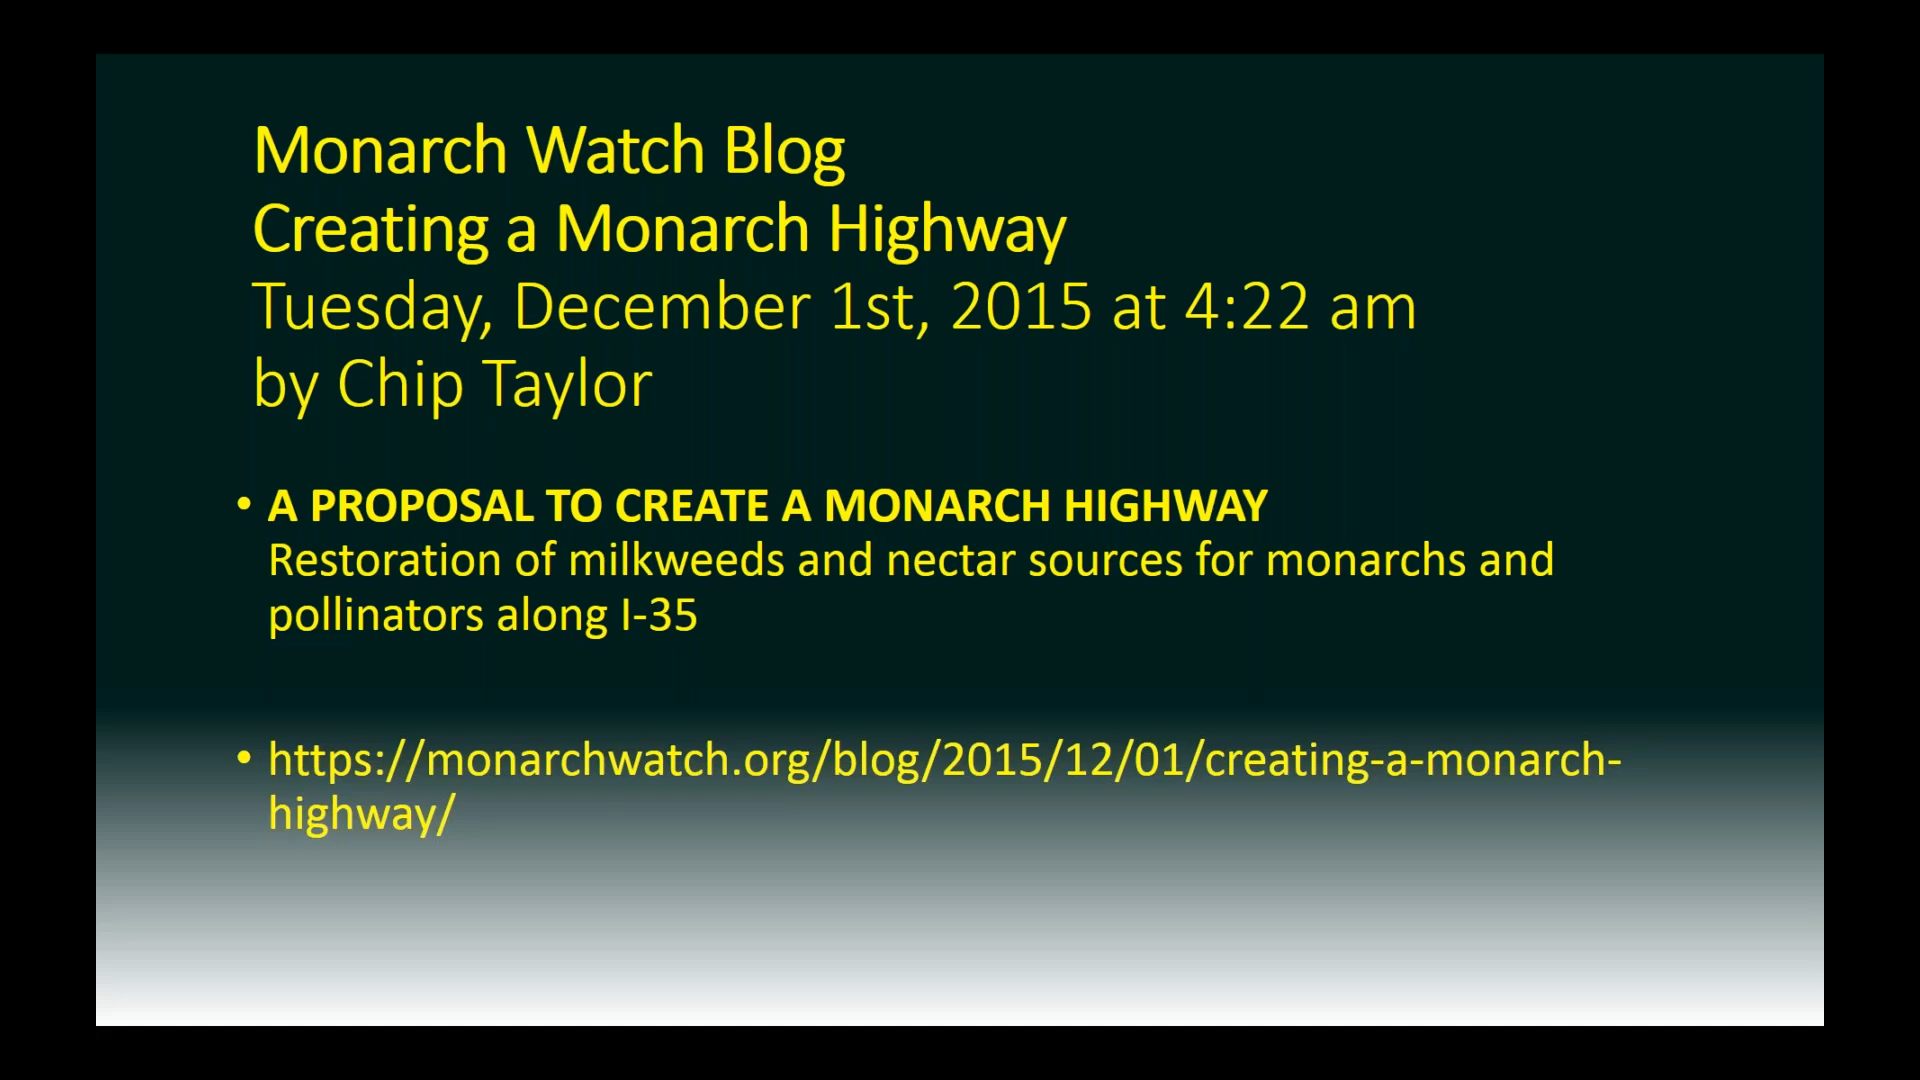 Monarch Watch Blog
Creating a Monarch Highway
Tuesday, December 1st, 2015 at 4:22 am
by Chip Taylor
• A PROPOSAL TO CREATE A MONARCH HIGHWAY
Restoration of milkweeds and nectar sources for monarchs and
pollinators along I-35
• https://monarchwatch.org/blog/2015/12/01/creating-a-monarch-
highway/